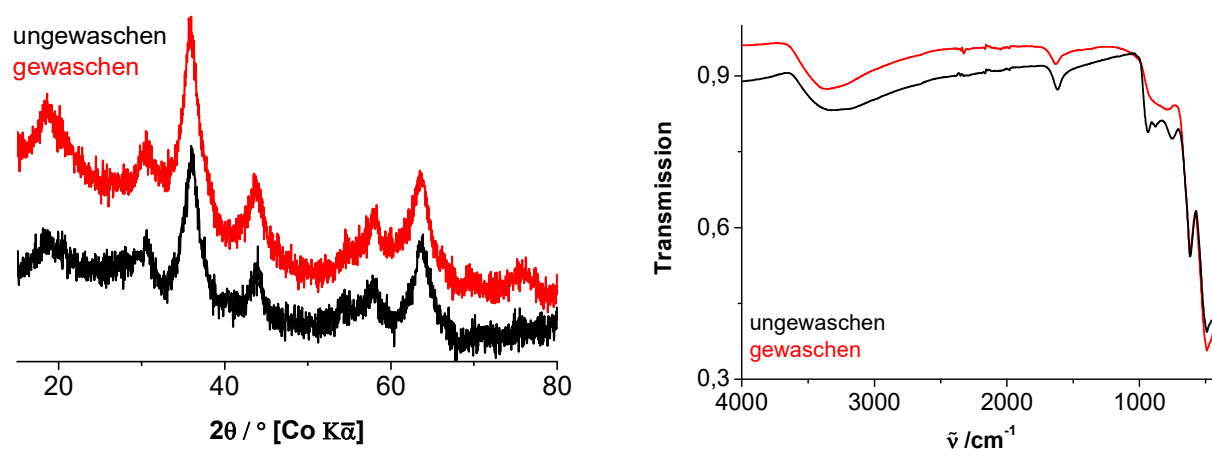 ungewaschen
gewaschen
20 40 60 80
2θ / ° [Co Kα̅]
0,9
0,6
0,3
Transmission
ungewaschen
gewaschen
4000 3000 2000 1000
ν̃ /cm⁻¹